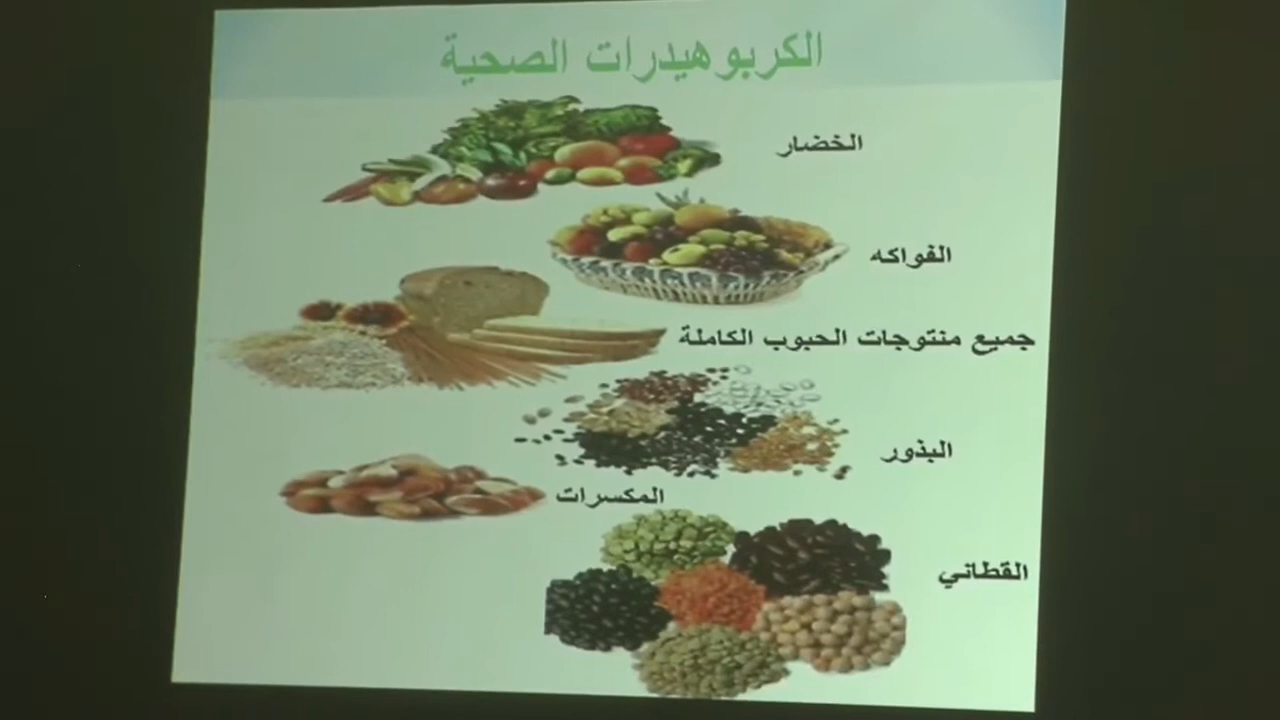 الكربوهيدرات الصحية
الخضار
الفواكه
جميع منتوجات الحبوب الكاملة
البذور
المكسرات
القطاني